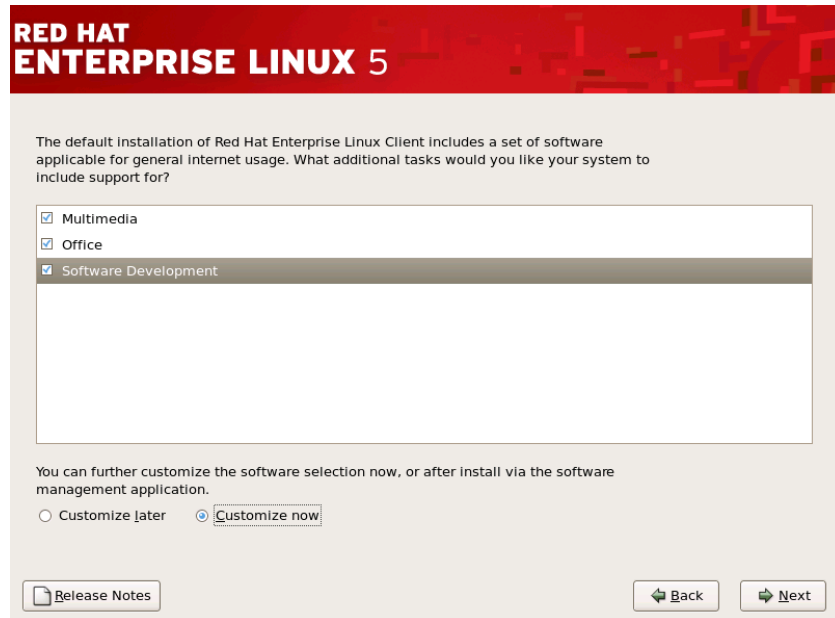 RED HAT
ENTERPRISE LINUX 5
The default installation of Red Hat Enterprise Linux Client includes a set of software
applicable for general internet usage. What additional tasks would you like your system to
include support for?
Multimedia
Office
Software Development
You can further customize the software selection now, or after install via the software
management application.
Customize later Customize now
Release Notes Back Next